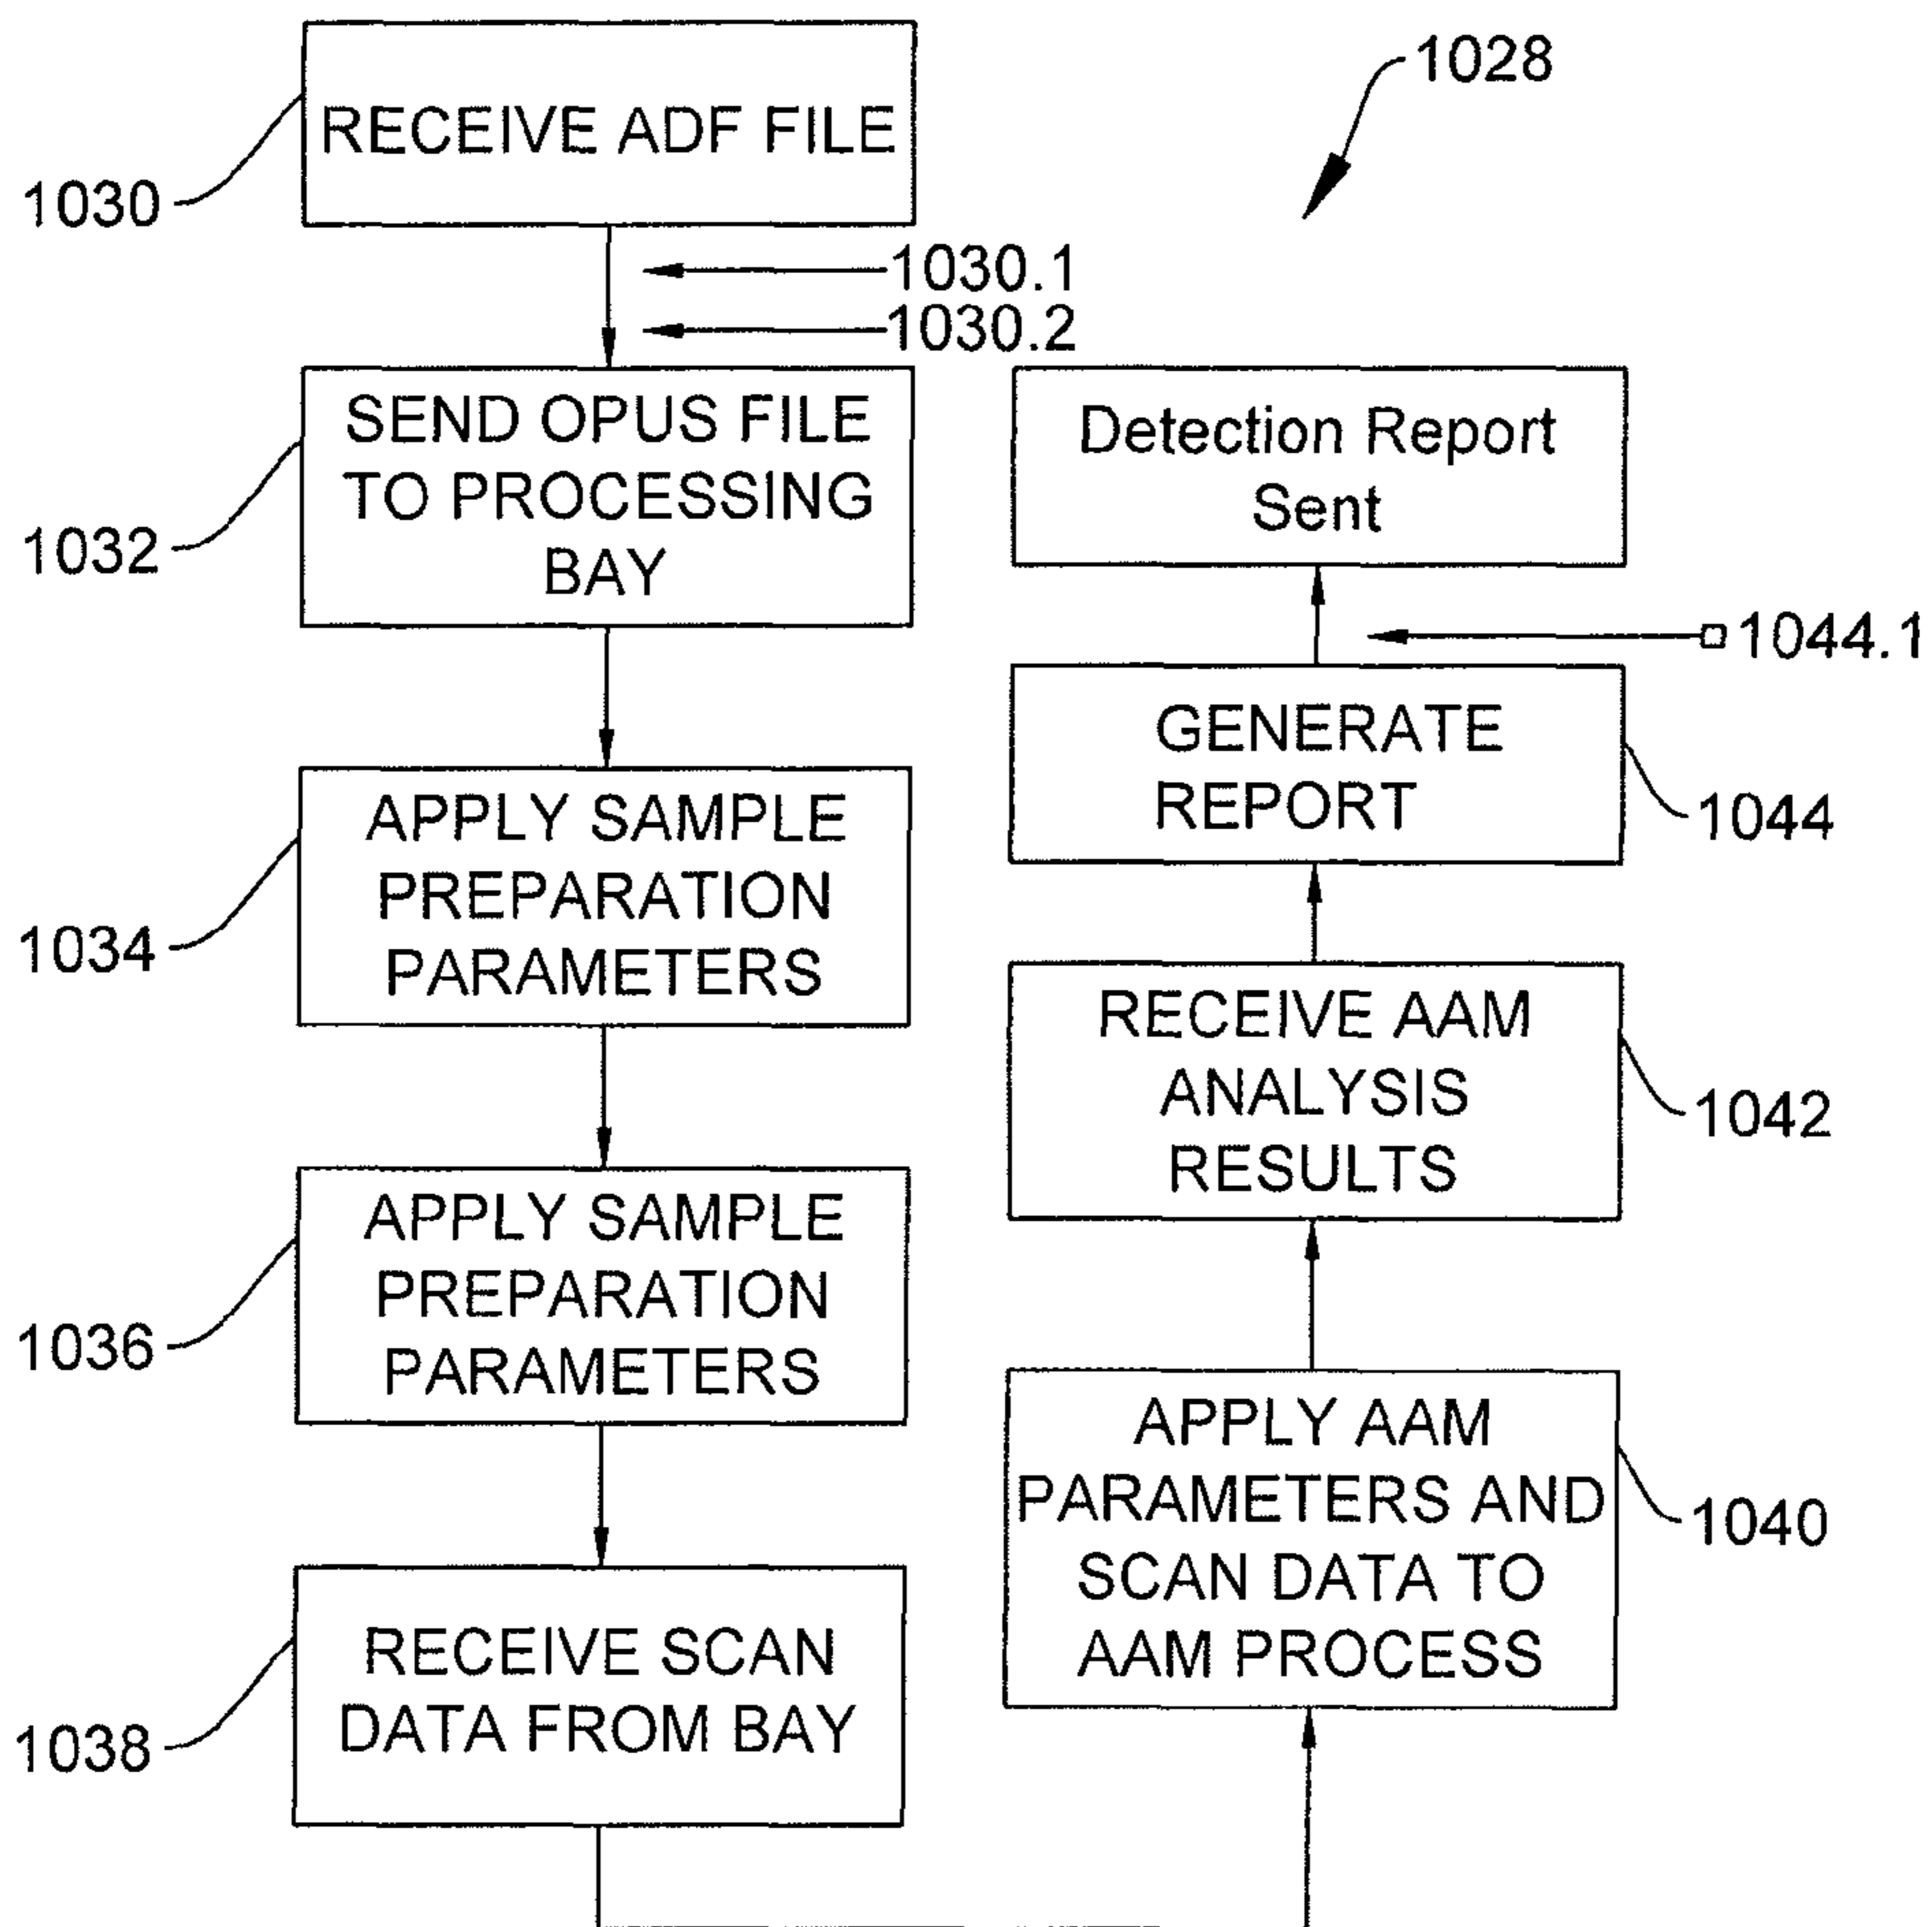 1028
RECEIVE ADF FILE
1030
1030.1
1030.2
SEND OPUS FILE
TO PROCESSING
BAY
1032
APPLY SAMPLE
PREPARATION
PARAMETERS
1034
APPLY SAMPLE
PREPARATION
PARAMETERS
1036
RECEIVE SCAN
DATA FROM BAY
1038
APPLY AAM
PARAMETERS AND
SCAN DATA TO
AAM PROCESS
1040
RECEIVE AAM
ANALYSIS
RESULTS
1042
GENERATE
REPORT
1044
1044.1
Detection Report
Sent